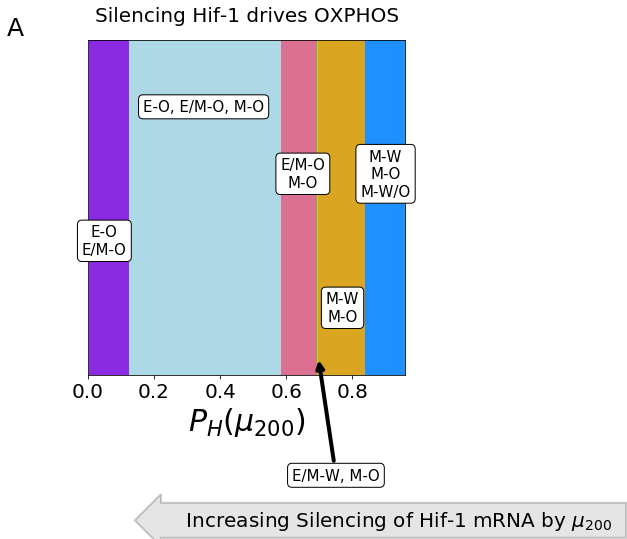 A
Silencing Hif-1 drives OXPHOS
E-O, E/M-O, M-O
E/M-O
M-O
M-W
M-O
M-W/O
E-O
E/M-O
M-W
M-O
0.0 0.2 0.4 0.6 0.8
P_H(μ_200)
E/M-W, M-O
Increasing Silencing of Hif-1 mRNA by μ_200